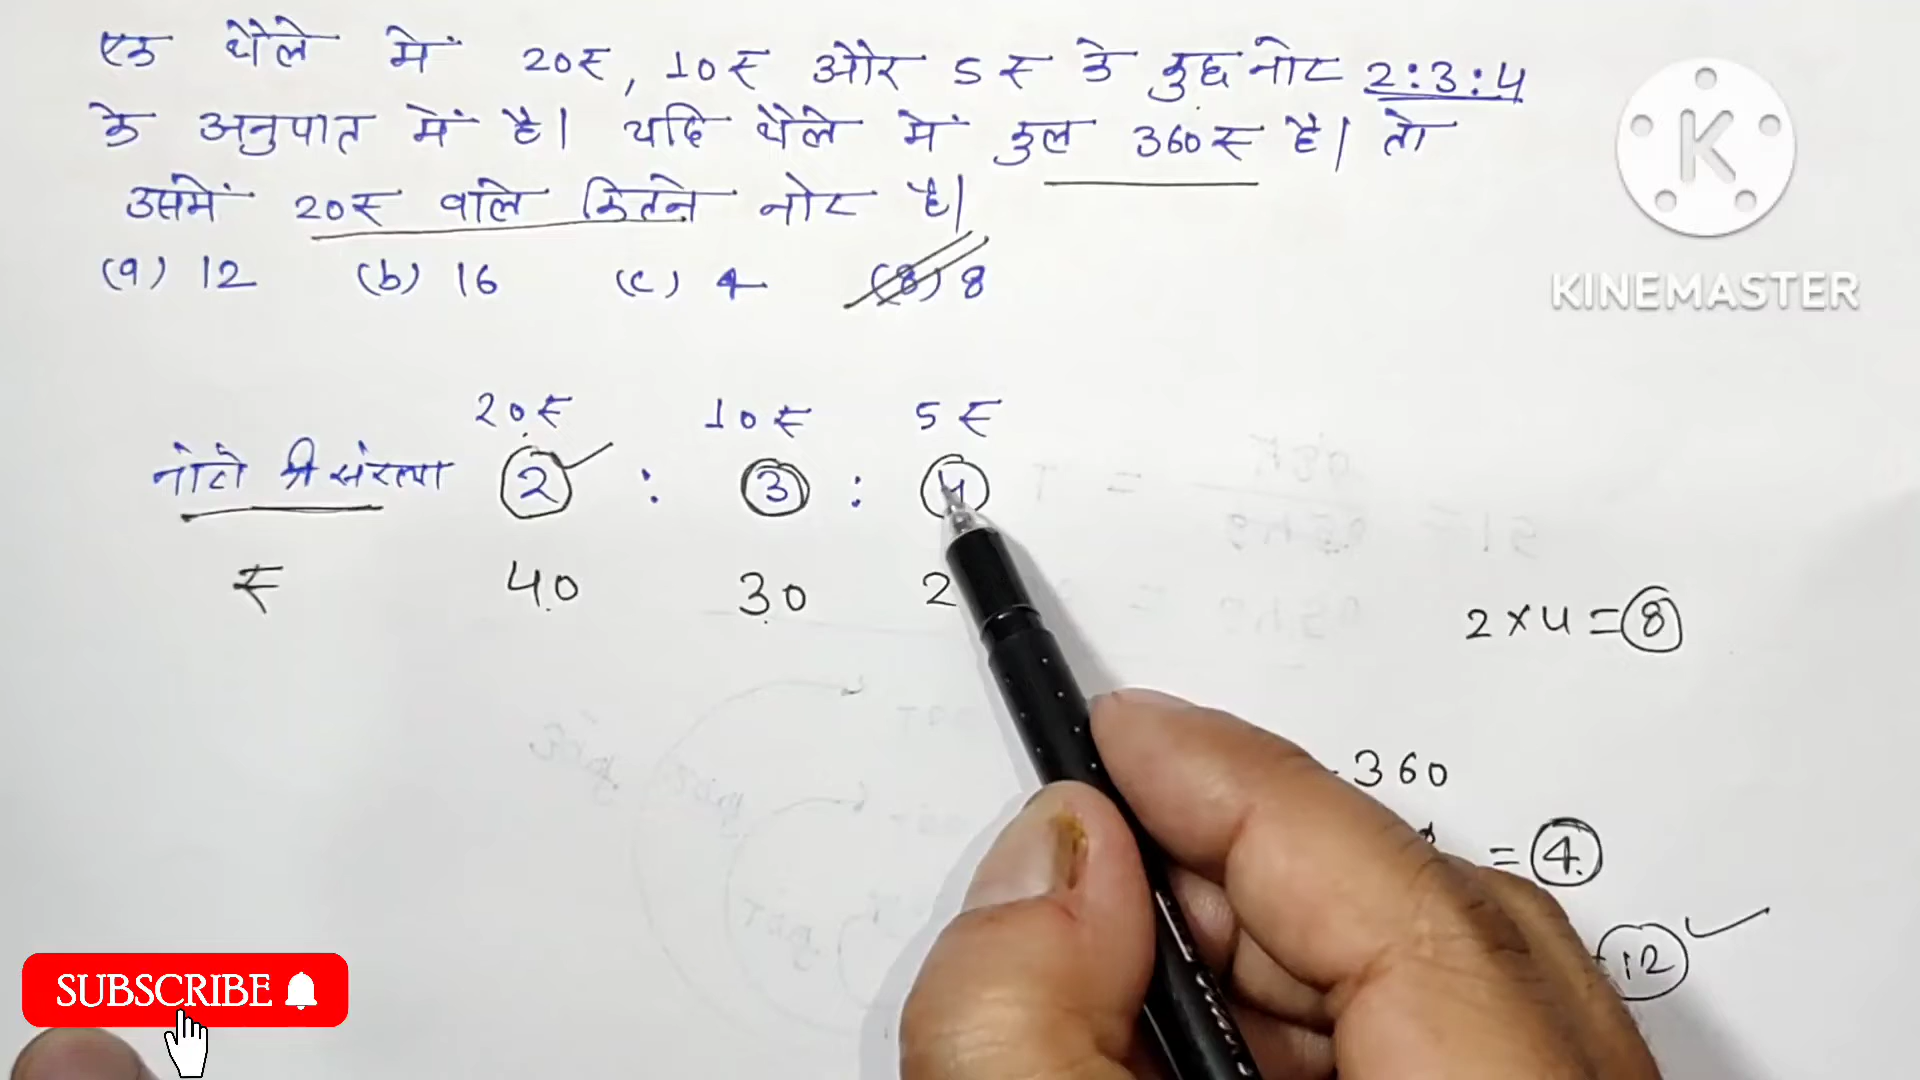 एक थैले में 20₹, 10₹ और 5₹ के कुछ नोट 2:3:4
के अनुपात में है। यदि थैले में कुल 360₹ है। तो
उसमें 20₹ वाले कितने नोट है।
(a) 12 (b) 16 (c) 4 (8) 8
K
KINEMASTER
20₹ 10₹ 5₹
नोटो की संख्या 2 : 3 : 4
₹ 40 30 2
2×4=8
360
= 4
12
SUBSCRIBE